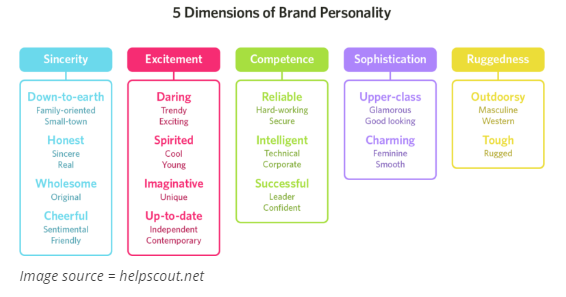 5 Dimensions of Brand Personality
Sincerity
Down-to-earth
Family-oriented
Small-town
Honest
Sincere
Real
Wholesome
Original
Cheerful
Sentimental
Friendly
Excitement
Daring
Trendy
Exciting
Spirited
Cool
Young
Imaginative
Unique
Up-to-date
Independent
Contemporary
Competence
Reliable
Hard-working
Secure
Intelligent
Technical
Corporate
Successful
Leader
Confident
Sophistication
Upper-class
Glamorous
Good looking
Charming
Feminine
Smooth
Ruggedness
Outdoorsy
Masculine
Western
Tough
Rugged
Image source = helpscout.net